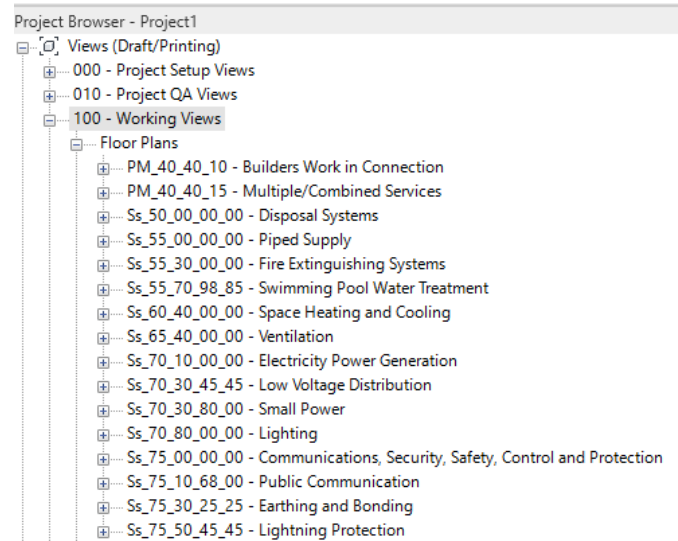 Project Browser - Project1
Views (Draft/Printing)
000 - Project Setup Views
010 - Project QA Views
100 - Working Views
Floor Plans
PM_40_40_10 - Builders Work in Connection
PM_40_40_15 - Multiple/Combined Services
Ss_50_00_00_00 - Disposal Systems
Ss_55_00_00_00 - Piped Supply
Ss_55_30_00_00 - Fire Extinguishing Systems
Ss_55_70_98_85 - Swimming Pool Water Treatment
Ss_60_40_00_00 - Space Heating and Cooling
Ss_65_40_00_00 - Ventilation
Ss_70_10_00_00 - Electricity Power Generation
Ss_70_30_45_45 - Low Voltage Distribution
Ss_70_30_80_00 - Small Power
Ss_70_80_00_00 - Lighting
Ss_75_00_00_00 - Communications, Security, Safety, Control and Protection
Ss_75_10_68_00 - Public Communication
Ss_75_30_25_25 - Earthing and Bonding
Ss_75_50_45_45 - Lightning Protection